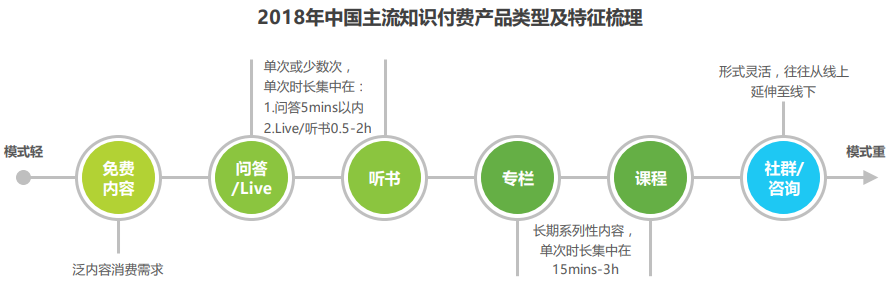 2018年中国主流知识付费产品类型及特征梳理
单次或少数次，
单次时长集中在：
1.问答5mins以内
2.Live/听书0.5-2h
形式灵活，往往从线上
延伸至线下
模式轻
模式重
免费
内容
问答
/Live
听书
专栏
课程
社群/
咨询
泛内容消费需求
长期系列性内容，
单次时长集中在
15mins-3h